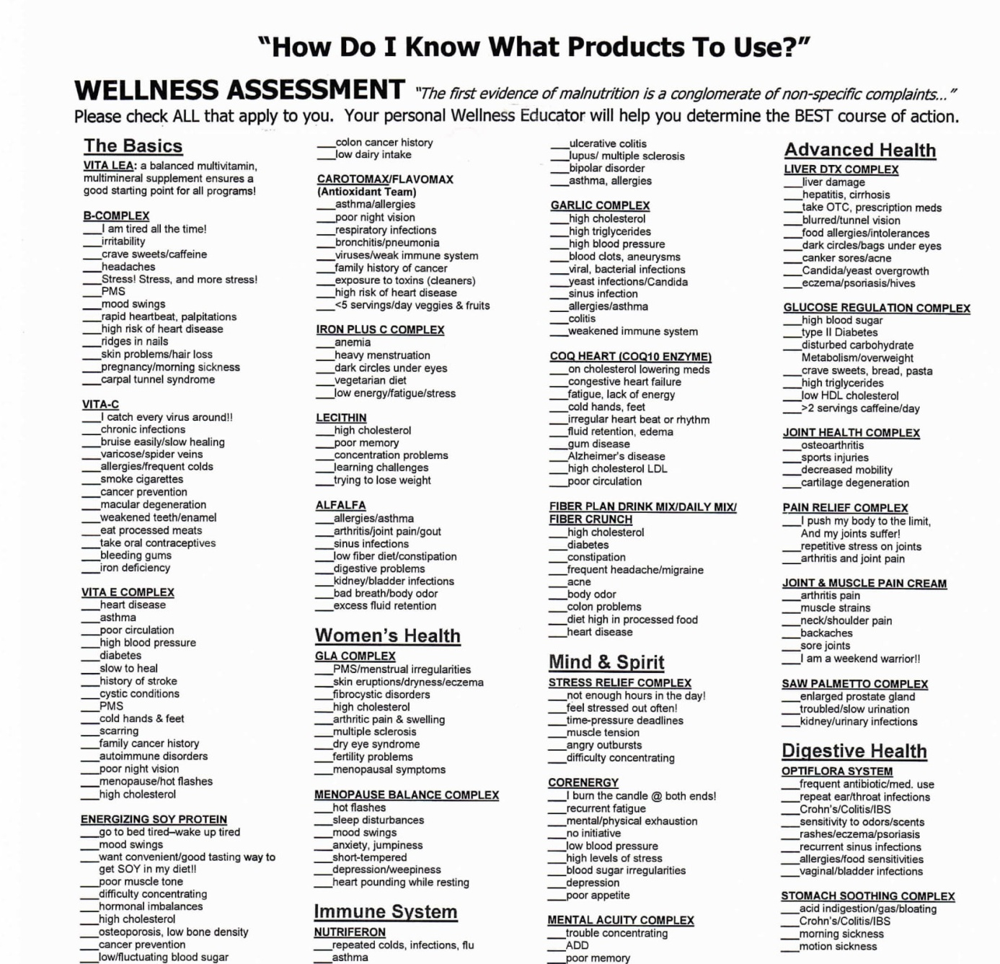 “How Do I Know What Products To Use?”
WELLNESS ASSESSMENT “The first evidence of malnutrition is a conglomerate of non-specific complaints...”
Please check ALL that apply to you. Your personal Wellness Educator will help you determine the BEST course of action.
The Basics
VITA LEA: a balanced multivitamin,
multimineral supplement ensures a
good starting point for all programs!
B-COMPLEX
___I am tired all the time!
___irritability
___crave sweets/caffeine
___headaches
___Stress! Stress, and more stress!
___PMS
___mood swings
___rapid heartbeat, palpitations
___high risk of heart disease
___ridges in nails
___skin problems/hair loss
___pregnancy/morning sickness
___carpal tunnel syndrome
VITA-C
___I catch every virus around!!
___chronic infections
___bruise easily/slow healing
___varicose/spider veins
___allergies/frequent colds
___smoke cigarettes
___cancer prevention
___macular degeneration
___weakened teeth/enamel
___eat processed meats
___take oral contraceptives
___bleeding gums
___iron deficiency
VITA E COMPLEX
___heart disease
___asthma
___poor circulation
___high blood pressure
___diabetes
___slow to heal
___history of stroke
___cystic conditions
___PMS
___cold hands & feet
___scarring
___family cancer history
___autoimmune disorders
___poor night vision
___menopause/hot flashes
___high cholesterol
ENERGIZING SOY PROTEIN
___go to bed tired–wake up tired
___mood swings
___want convenient/good tasting way to
get SOY in my diet!!
___poor muscle tone
___difficulty concentrating
___hormonal imbalances
___high cholesterol
___osteoporosis, low bone density
___cancer prevention
___low/fluctuating blood sugar
___colon cancer history
___low dairy intake
CAROTOMAX/FLAVOMAX
(Antioxidant Team)
___asthma/allergies
___poor night vision
___respiratory infections
___bronchitis/pneumonia
___viruses/weak immune system
___family history of cancer
___exposure to toxins (cleaners)
___high risk of heart disease
___<5 servings/day veggies & fruits
IRON PLUS C COMPLEX
___anemia
___heavy menstruation
___dark circles under eyes
___vegetarian diet
___low energy/fatigue/stress
LECITHIN
___high cholesterol
___poor memory
___concentration problems
___learning challenges
___trying to lose weight
ALFALFA
___allergies/asthma
___arthritis/joint pain/gout
___sinus infections
___low fiber diet/constipation
___digestive problems
___kidney/bladder infections
___bad breath/body odor
___excess fluid retention
Women’s Health
GLA COMPLEX
___PMS/menstrual irregularities
___skin eruptions/dryness/eczema
___fibrocystic disorders
___high cholesterol
___arthritic pain & swelling
___multiple sclerosis
___dry eye syndrome
___fertility problems
___menopausal symptoms
MENOPAUSE BALANCE COMPLEX
___hot flashes
___sleep disturbances
___mood swings
___anxiety, jumpiness
___short-tempered
___depression/weepiness
___heart pounding while resting
Immune System
NUTRIFERON
___repeated colds, infections, flu
___asthma
___ulcerative colitis
___lupus/ multiple sclerosis
___bipolar disorder
___asthma, allergies
GARLIC COMPLEX
___high cholesterol
___high triglycerides
___high blood pressure
___blood clots, aneurysms
___viral, bacterial infections
___yeast infections/Candida
___sinus infection
___allergies/asthma
___colitis
___weakened immune system
COQ HEART (COQ10 ENZYME)
___on cholesterol lowering meds
___congestive heart failure
___fatigue, lack of energy
___cold hands, feet
___irregular heart beat or rhythm
___fluid retention, edema
___gum disease
___Alzheimer's disease
___high cholesterol LDL
___poor circulation
FIBER PLAN DRINK MIX/DAILY MIX/
FIBER CRUNCH
___high cholesterol
___diabetes
___constipation
___frequent headache/migraine
___acne
___body odor
___colon problems
___diet high in processed food
___heart disease
Mind & Spirit
STRESS RELIEF COMPLEX
___not enough hours in the day!
___feel stressed out often!
___time-pressure deadlines
___muscle tension
___angry outbursts
___difficulty concentrating
CORENERGY
___I burn the candle @ both ends!
___recurrent fatigue
___mental/physical exhaustion
___no initiative
___low blood pressure
___high levels of stress
___blood sugar irregularities
___depression
___poor appetite
MENTAL ACUITY COMPLEX
___trouble concentrating
___ADD
___poor memory
Advanced Health
LIVER DTX COMPLEX
___liver damage
___hepatitis, cirrhosis
___take OTC, prescription meds
___blurred/tunnel vision
___food allergies/intolerances
___dark circles/bags under eyes
___canker sores/acne
___Candida/yeast overgrowth
___eczema/psoriasis/hives
GLUCOSE REGULATION COMPLEX
___high blood sugar
___type II Diabetes
___disturbed carbohydrate
Metabolism/overweight
___crave sweets, bread, pasta
___high triglycerides
___low HDL cholesterol
___>2 servings caffeine/day
JOINT HEALTH COMPLEX
___osteoarthritis
___sports injuries
___decreased mobility
___cartilage degeneration
PAIN RELIEF COMPLEX
___I push my body to the limit,
And my joints suffer!
___repetitive stress on joints
___arthritis and joint pain
JOINT & MUSCLE PAIN CREAM
___arthritis pain
___muscle strains
___neck/shoulder pain
___backaches
___sore joints
___I am a weekend warrior!!
SAW PALMETTO COMPLEX
___enlarged prostate gland
___troubled/slow urination
___kidney/urinary infections
Digestive Health
OPTIFLORA SYSTEM
___frequent antibiotic/med. use
___repeat ear/throat infections
___Crohn's/Colitis/IBS
___sensitivity to odors/scents
___rashes/eczema/psoriasis
___recurrent sinus infections
___allergies/food sensitivities
___vaginal/bladder infections
STOMACH SOOTHING COMPLEX
___acid indigestion/gas/bloating
___Crohn's/Colitis/IBS
___morning sickness
___motion sickness